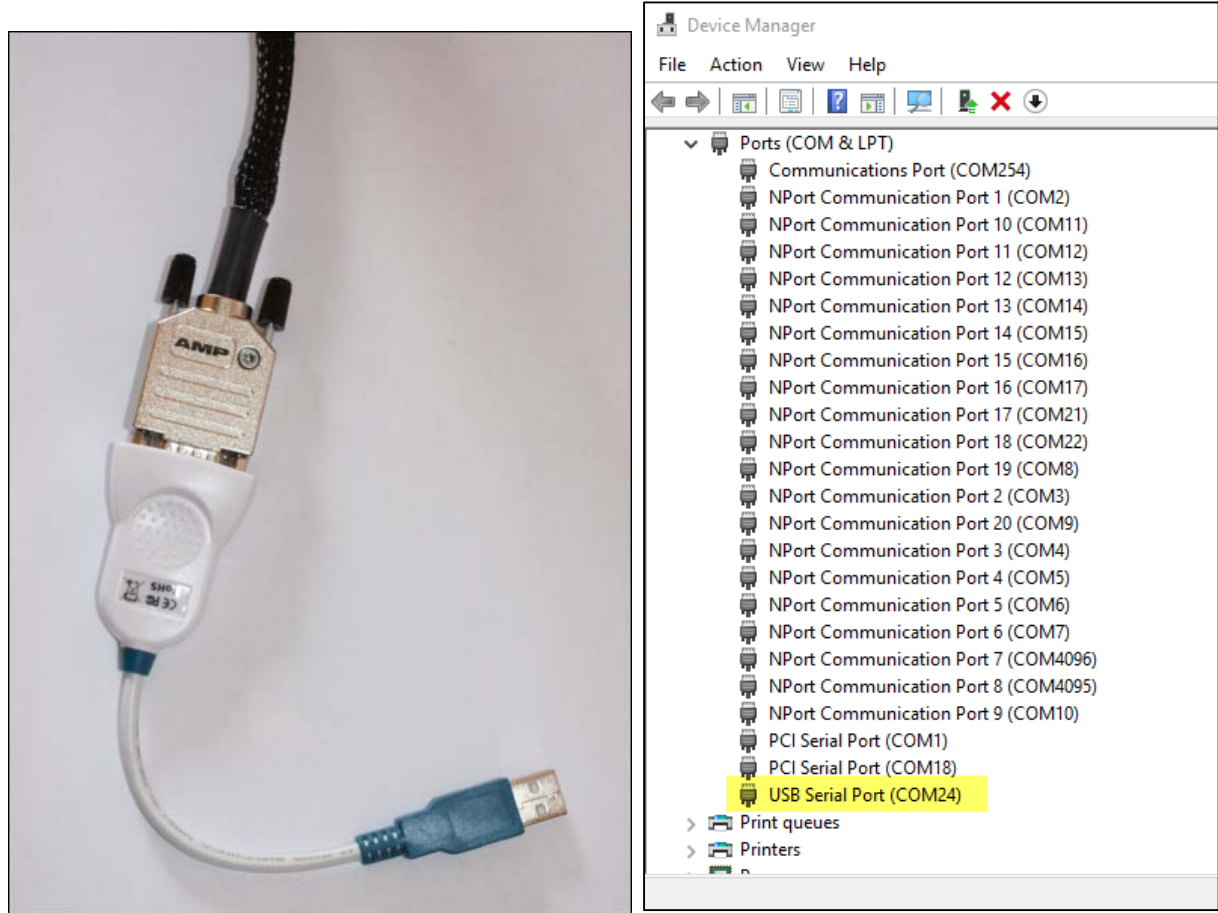 AMP
CE FC RoHS
Device Manager
File Action View Help
Ports (COM & LPT)
Communications Port (COM254)
NPort Communication Port 1 (COM2)
NPort Communication Port 10 (COM11)
NPort Communication Port 11 (COM12)
NPort Communication Port 12 (COM13)
NPort Communication Port 13 (COM14)
NPort Communication Port 14 (COM15)
NPort Communication Port 15 (COM16)
NPort Communication Port 16 (COM17)
NPort Communication Port 17 (COM21)
NPort Communication Port 18 (COM22)
NPort Communication Port 19 (COM8)
NPort Communication Port 2 (COM3)
NPort Communication Port 20 (COM9)
NPort Communication Port 3 (COM4)
NPort Communication Port 4 (COM5)
NPort Communication Port 5 (COM6)
NPort Communication Port 6 (COM7)
NPort Communication Port 7 (COM4096)
NPort Communication Port 8 (COM4095)
NPort Communication Port 9 (COM10)
PCI Serial Port (COM1)
PCI Serial Port (COM18)
USB Serial Port (COM24)
Print queues
Printers